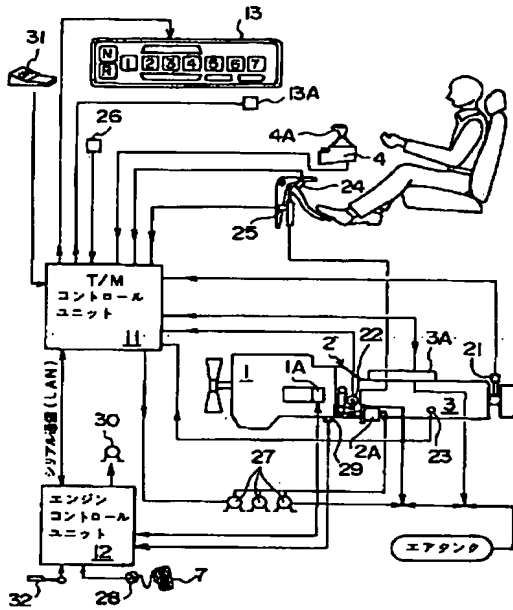 31
13
N
R
1 2 3 4 5 6 7
13A
26
4A
4
24
25
T/M
コントロール
ユニット
11
シリアル通信(LAN)
30
エンジン
コントロール
ユニット
12
32
28
7
1
1A
2
22
3A
21
3
23
2A
29
27
エアタンク